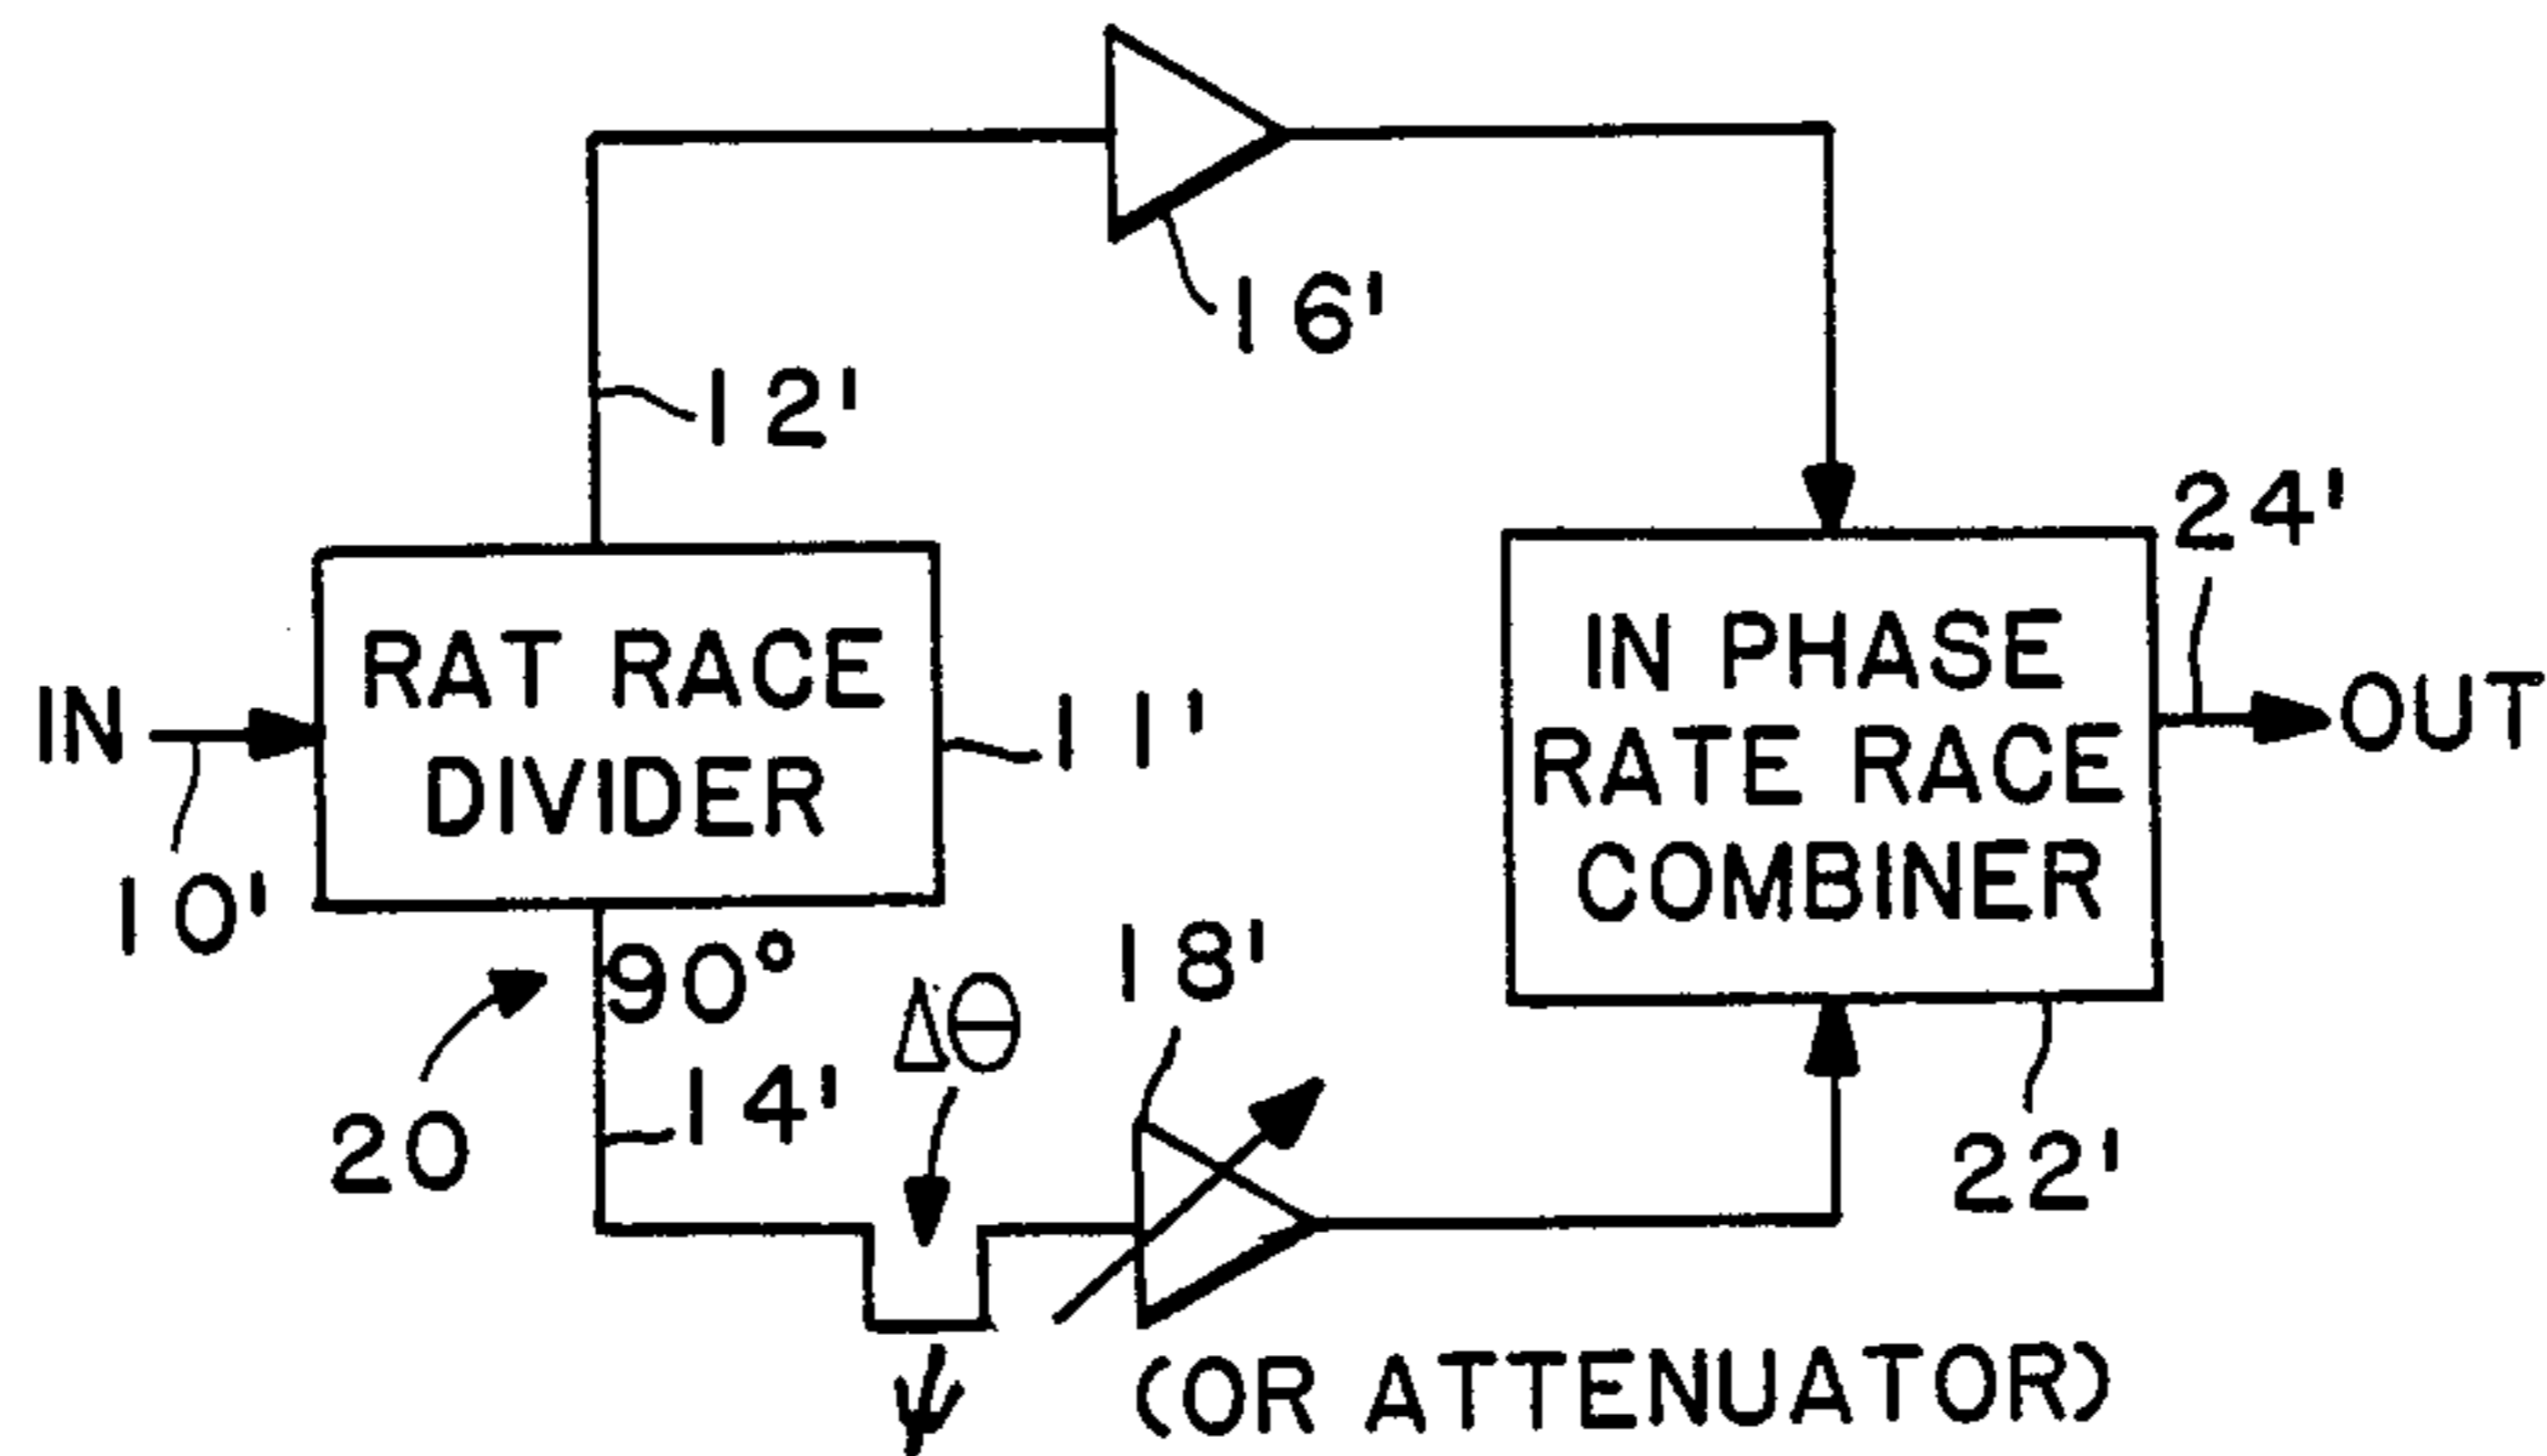 16'
12'
24'
IN
RAT RACE
DIVIDER
11'
IN PHASE
RATE RACE
COMBINER
OUT
10'
90°
Δθ
18'
20
14'
22'
ψ
(OR ATTENUATOR)